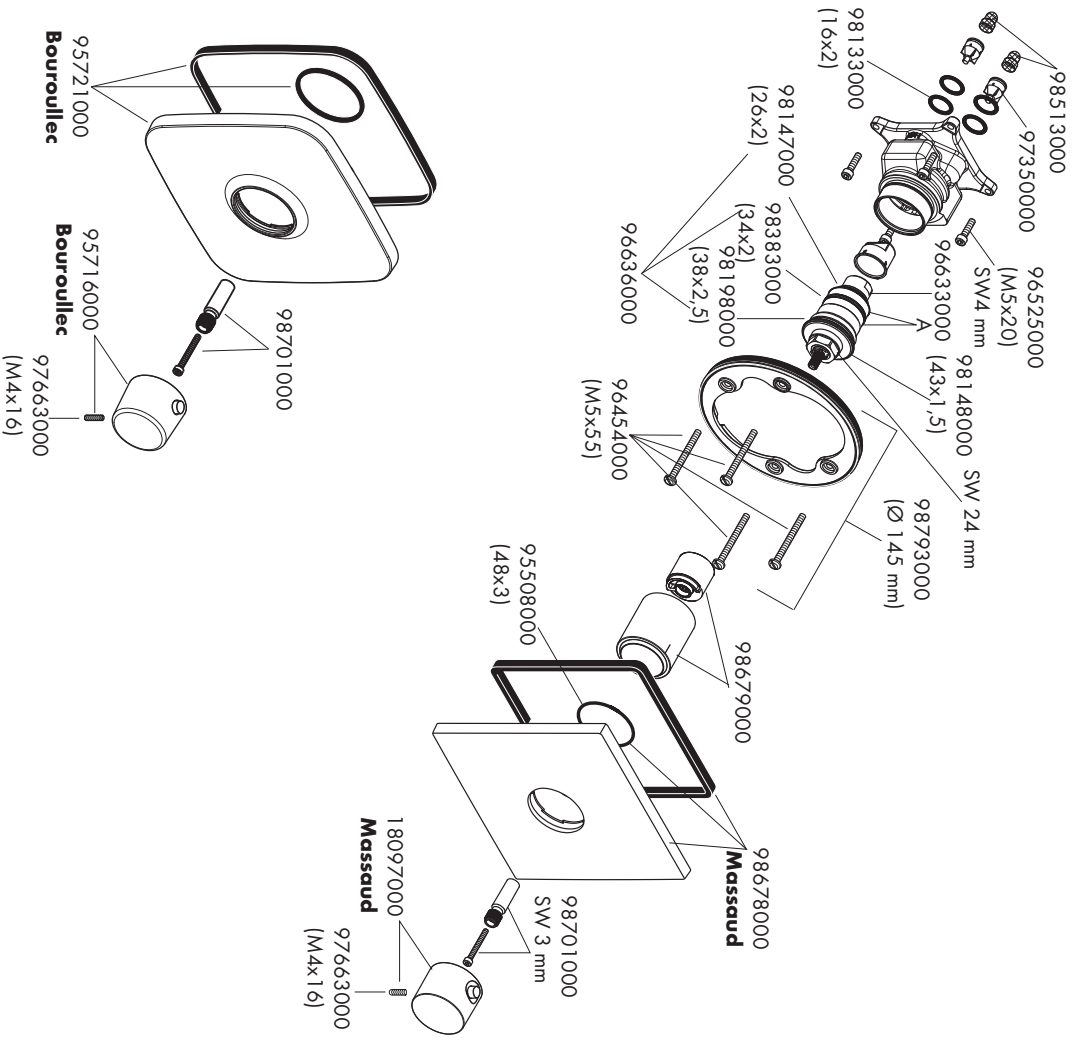 98513000
97350000
96525000
(M5x20)
SW4 mm
98133000
(16x2)
96633000
A
98148000
(43x1,5)
SW 24 mm
98147000
(26x2)
98383000
(34x2)
98198000
(38x2,5)
96636000
98793000
(Ø 145 mm)
96454000
(M5x55)
98679000
95508000
(48x3)
98678000
Massaud
98701000
SW 3 mm
18097000
Massaud
97663000
(M4x16)
95721000
Bouroullec
98701000
95716000
Bouroullec
97663000
(M4x16)